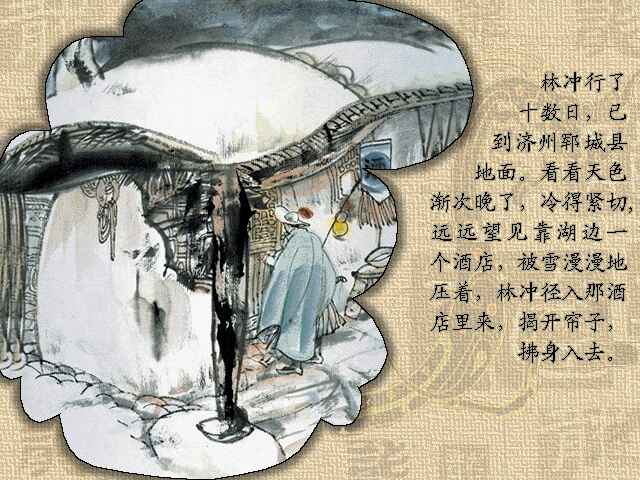 林冲行了
十数日，已
到济州郓城县
地面。看看天色
渐次晚了，冷得紧切，
远远望见靠湖边一
个酒店，被雪漫漫地
压着，林冲径入那酒
店里来，揭开帘子，
拂身入去。